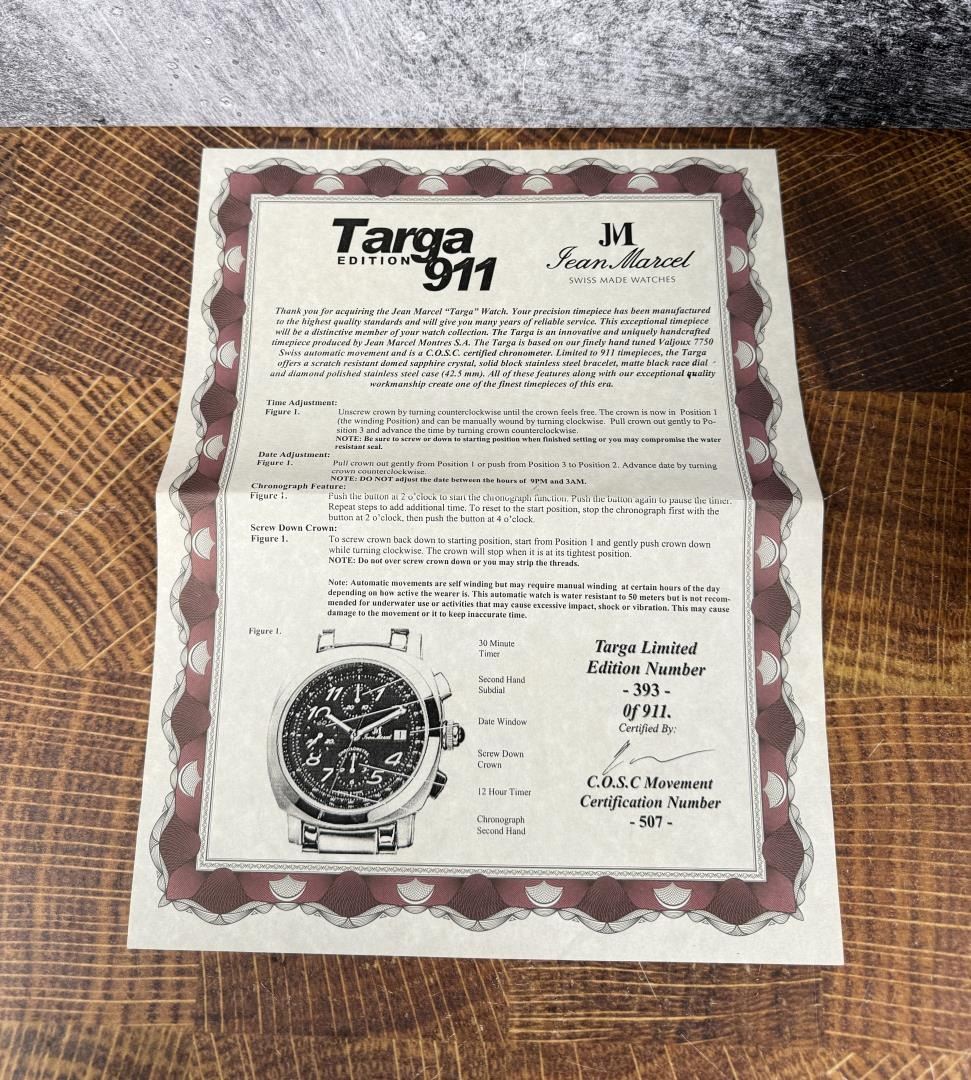 Targa
EDITION
911
JM
Jean Marcel
SWISS MADE WATCHES
Thank you for acquiring the Jean Marcel "Targa" Watch. Your precision timepiece has been manufactured
to the highest quality standards and will give you many years of reliable service. This exceptional timepiece
will be a distinctive member of your watch collection. The Targa is an innovative and uniquely handcrafted
timepiece produced by Jean Marcel Montres S.A. The Targa is based on our finely hand tuned Valjoux 7750
Swiss automatic movement and is a C.O.S.C. certified chronometer. Limited to 911 timepieces, the Targa
offers a scratch resistant domed sapphire crystal, solid block stainless steel bracelet, matte black race dial
and diamond polished stainless steel case (42.5 mm). All of these features along with our exceptional quality
workmanship create one of the finest timepieces of this era.
Time Adjustment:
Figure 1. Unscrew crown by turning counterclockwise until the crown feels free. The crown is now in Position 1
(the winding Position) and can be manually wound by turning clockwise. Pull crown out gently to Po-
sition 3 and advance the time by turning crown counterclockwise.
NOTE: Be sure to screw or down to starting position when finished setting or you may compromise the water
resistant seal.
Date Adjustment:
Figure 1. Pull crown out gently from Position 1 or push from Position 3 to Position 2. Advance date by turning
crown counterclockwise.
NOTE: DO NOT adjust the date between the hours of 9PM and 3AM.
Chronograph Feature:
Figure 1. Push the button at 2 o'clock to start the chronograph function. Push the button again to pause the timer.
Repeat steps to add additional time. To reset to the start position, stop the chronograph first with the
button at 2 o'clock, then push the button at 4 o'clock.
Screw Down Crown:
Figure 1. To screw crown back down to starting position, start from Position 1 and gently push crown down
while turning clockwise. The crown will stop when it is at its tightest position.
NOTE: Do not over screw crown down or you may strip the threads.
Note: Automatic movements are self winding but may require manual winding at certain hours of the day
depending on how active the wearer is. This automatic watch is water resistant to 50 meters but is not recom-
mended for underwater use or activities that may cause excessive impact, shock or vibration. This may cause
damage to the movement or it to keep inaccurate time.
Figure 1.
11 1
10
8 4
7 5
30 Minute
Timer
Second Hand
Subdial
Date Window
Screw Down
Crown
12 Hour Timer
Chronograph
Second Hand
Targa Limited
Edition Number
- 393 -
0f 911.
Certified By:
C.O.S.C Movement
Certification Number
- 507 -